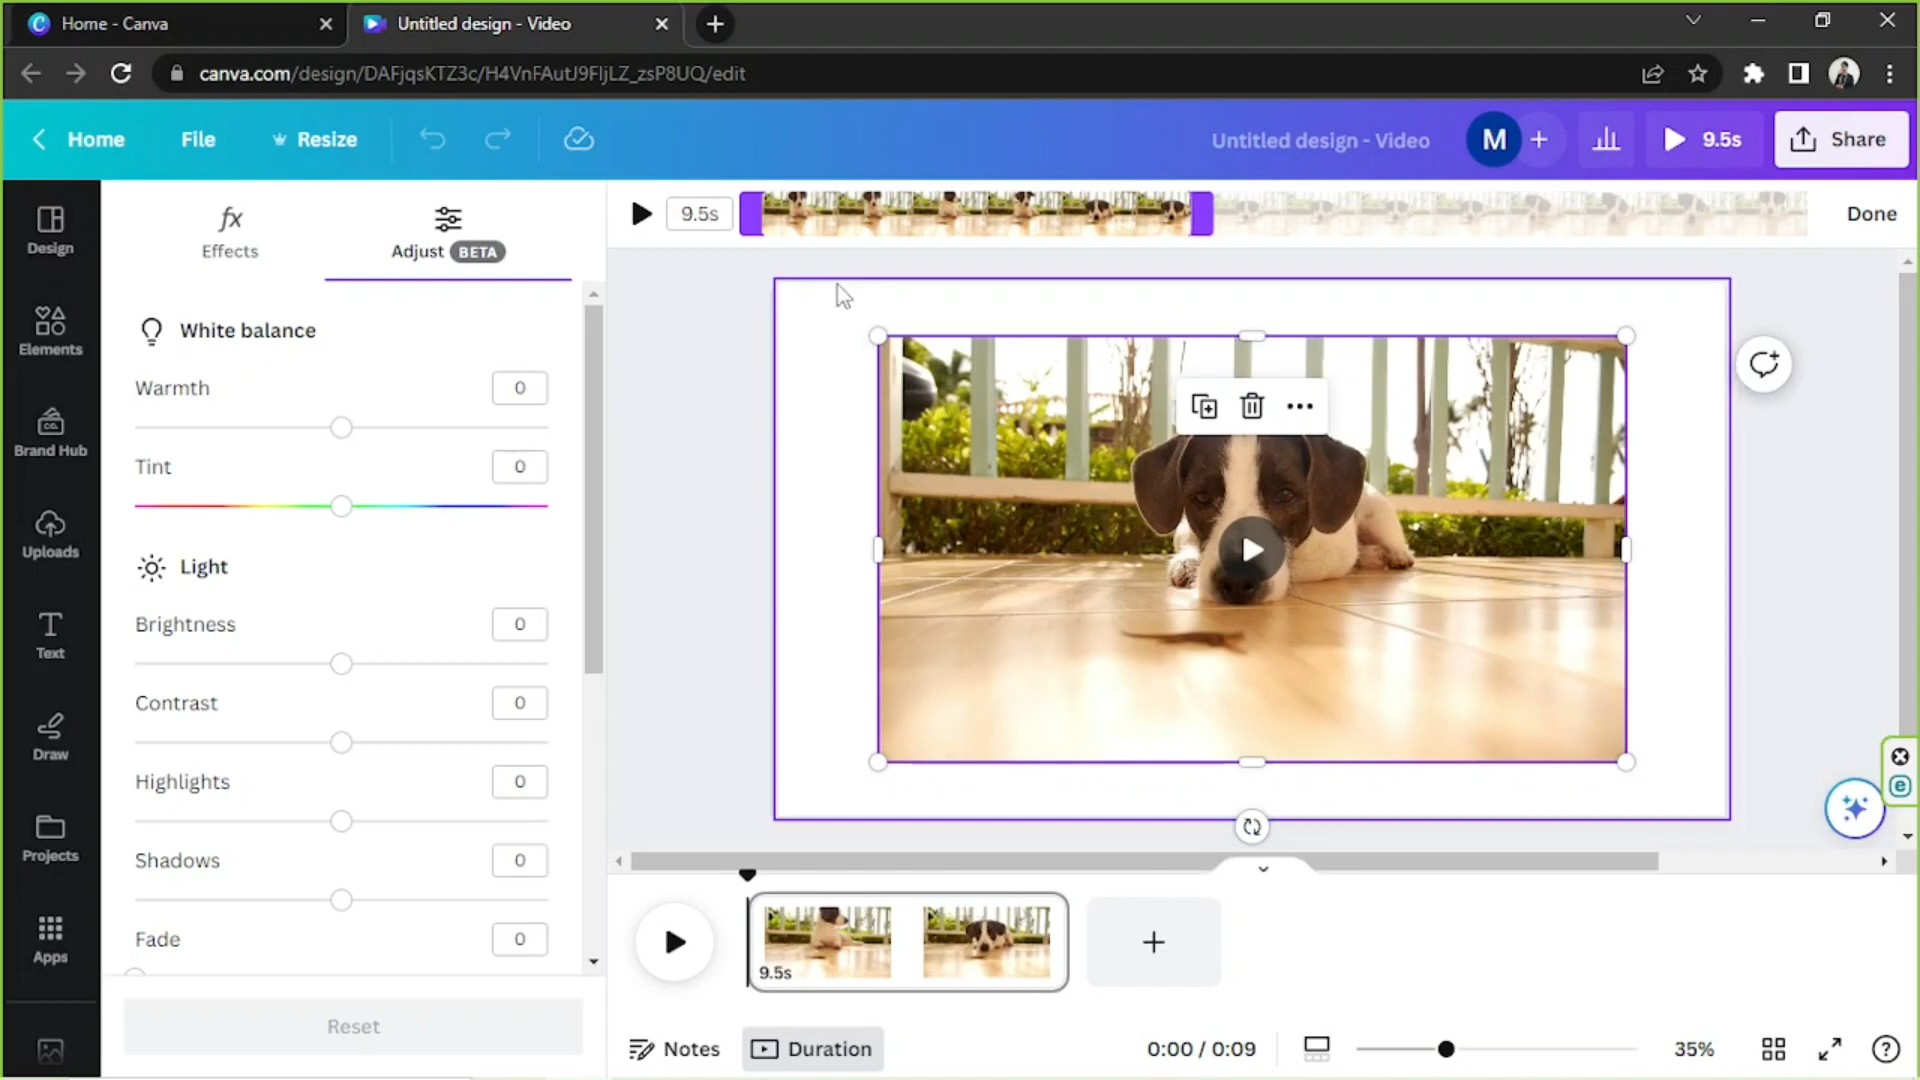 Home - Canva
Untitled design - Video
canva.com/design/DAFjqsKTZ3c/H4VnFAutJ9FljLZ_zsP8UQ/edit
Home
File
Resize
Untitled design - Video
M
9.5s
Share
Design
Elements
CO.
Brand Hub
Uploads
Text
Draw
Projects
Apps
fx
Effects
Adjust BETA
White balance
Warmth 0
Tint 0
Light
Brightness 0
Contrast 0
Highlights 0
Shadows 0
Fade 0
Reset
9.5s
Done
9.5s
Notes
Duration
0:00 / 0:09
35%